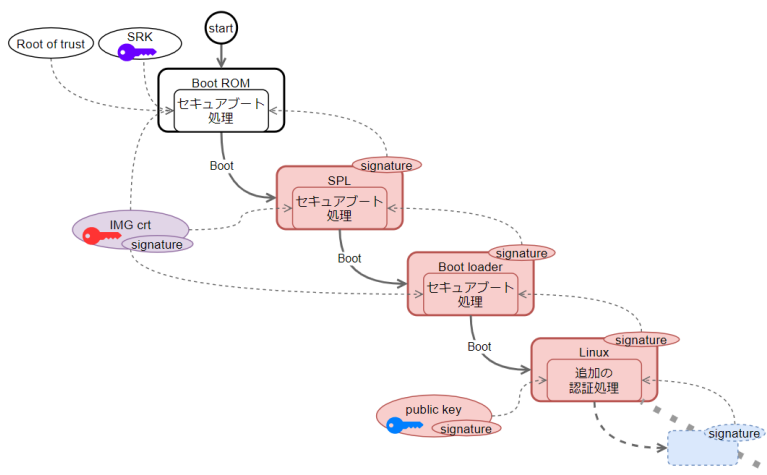 start
Root of trust
SRK
Boot ROM
セキュアブート
処理
Boot
signature
SPL
セキュアブート
処理
IMG crt
signature
Boot
signature
Boot loader
セキュアブート
処理
Boot
signature
Linux
追加の
認証処理
public key
signature
signature